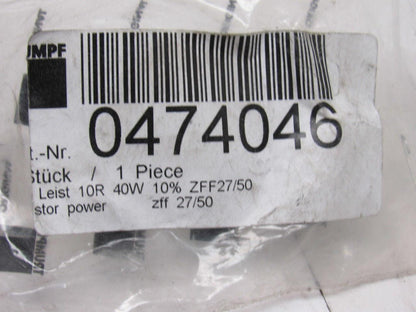 UMPF
t.-Nr. 0474046
Stück / 1 Piece
Leist 10R 40W 10% ZFF27/50
stor power zff 27/50